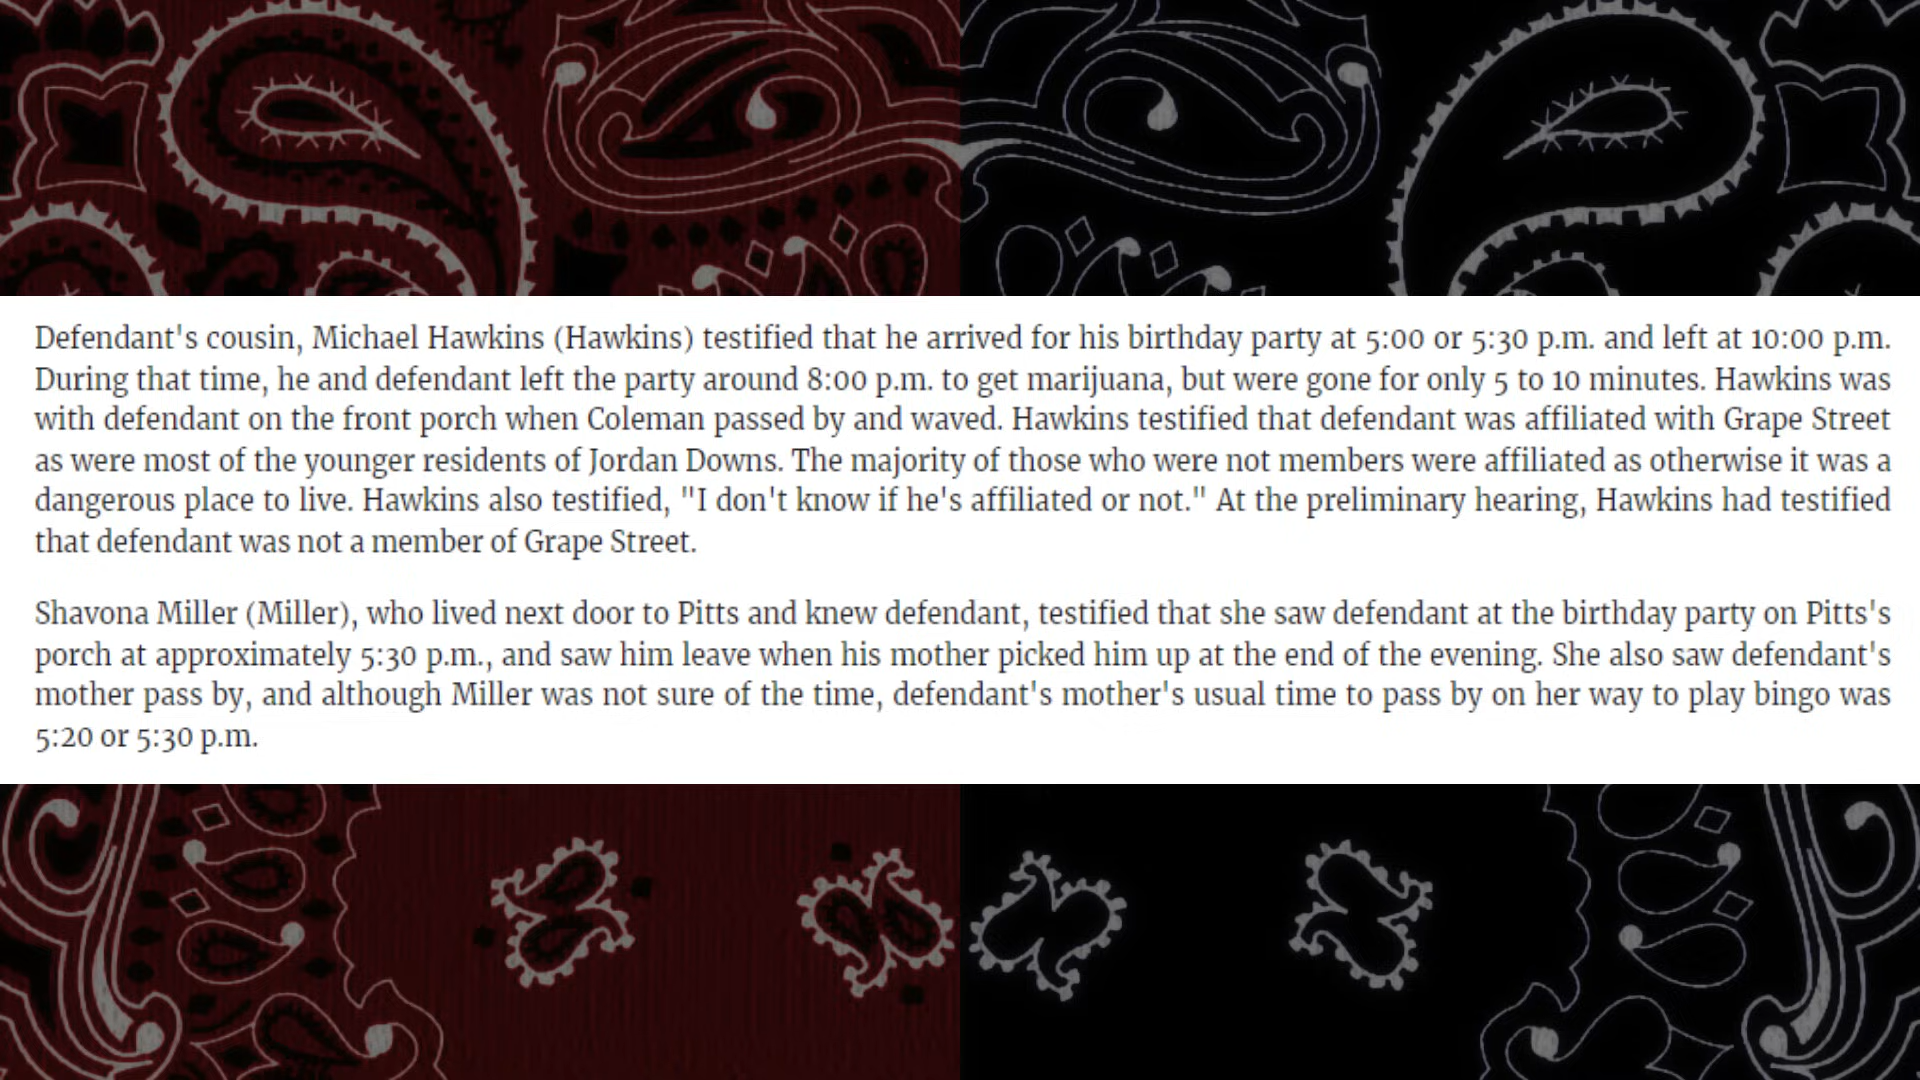 Defendant's cousin, Michael Hawkins (Hawkins) testified that he arrived for his birthday party at 5:00 or 5:30 p.m. and left at 10:00 p.m.
During that time, he and defendant left the party around 8:00 p.m. to get marijuana, but were gone for only 5 to 10 minutes. Hawkins was
with defendant on the front porch when Coleman passed by and waved. Hawkins testified that defendant was affiliated with Grape Street
as were most of the younger residents of Jordan Downs. The majority of those who were not members were affiliated as otherwise it was a
dangerous place to live. Hawkins also testified, "I don't know if he's affiliated or not." At the preliminary hearing, Hawkins had testified
that defendant was not a member of Grape Street.
Shavona Miller (Miller), who lived next door to Pitts and knew defendant, testified that she saw defendant at the birthday party on Pitts's
porch at approximately 5:30 p.m., and saw him leave when his mother picked him up at the end of the evening. She also saw defendant's
mother pass by, and although Miller was not sure of the time, defendant's mother's usual time to pass by on her way to play bingo was
5:20 or 5:30 p.m.